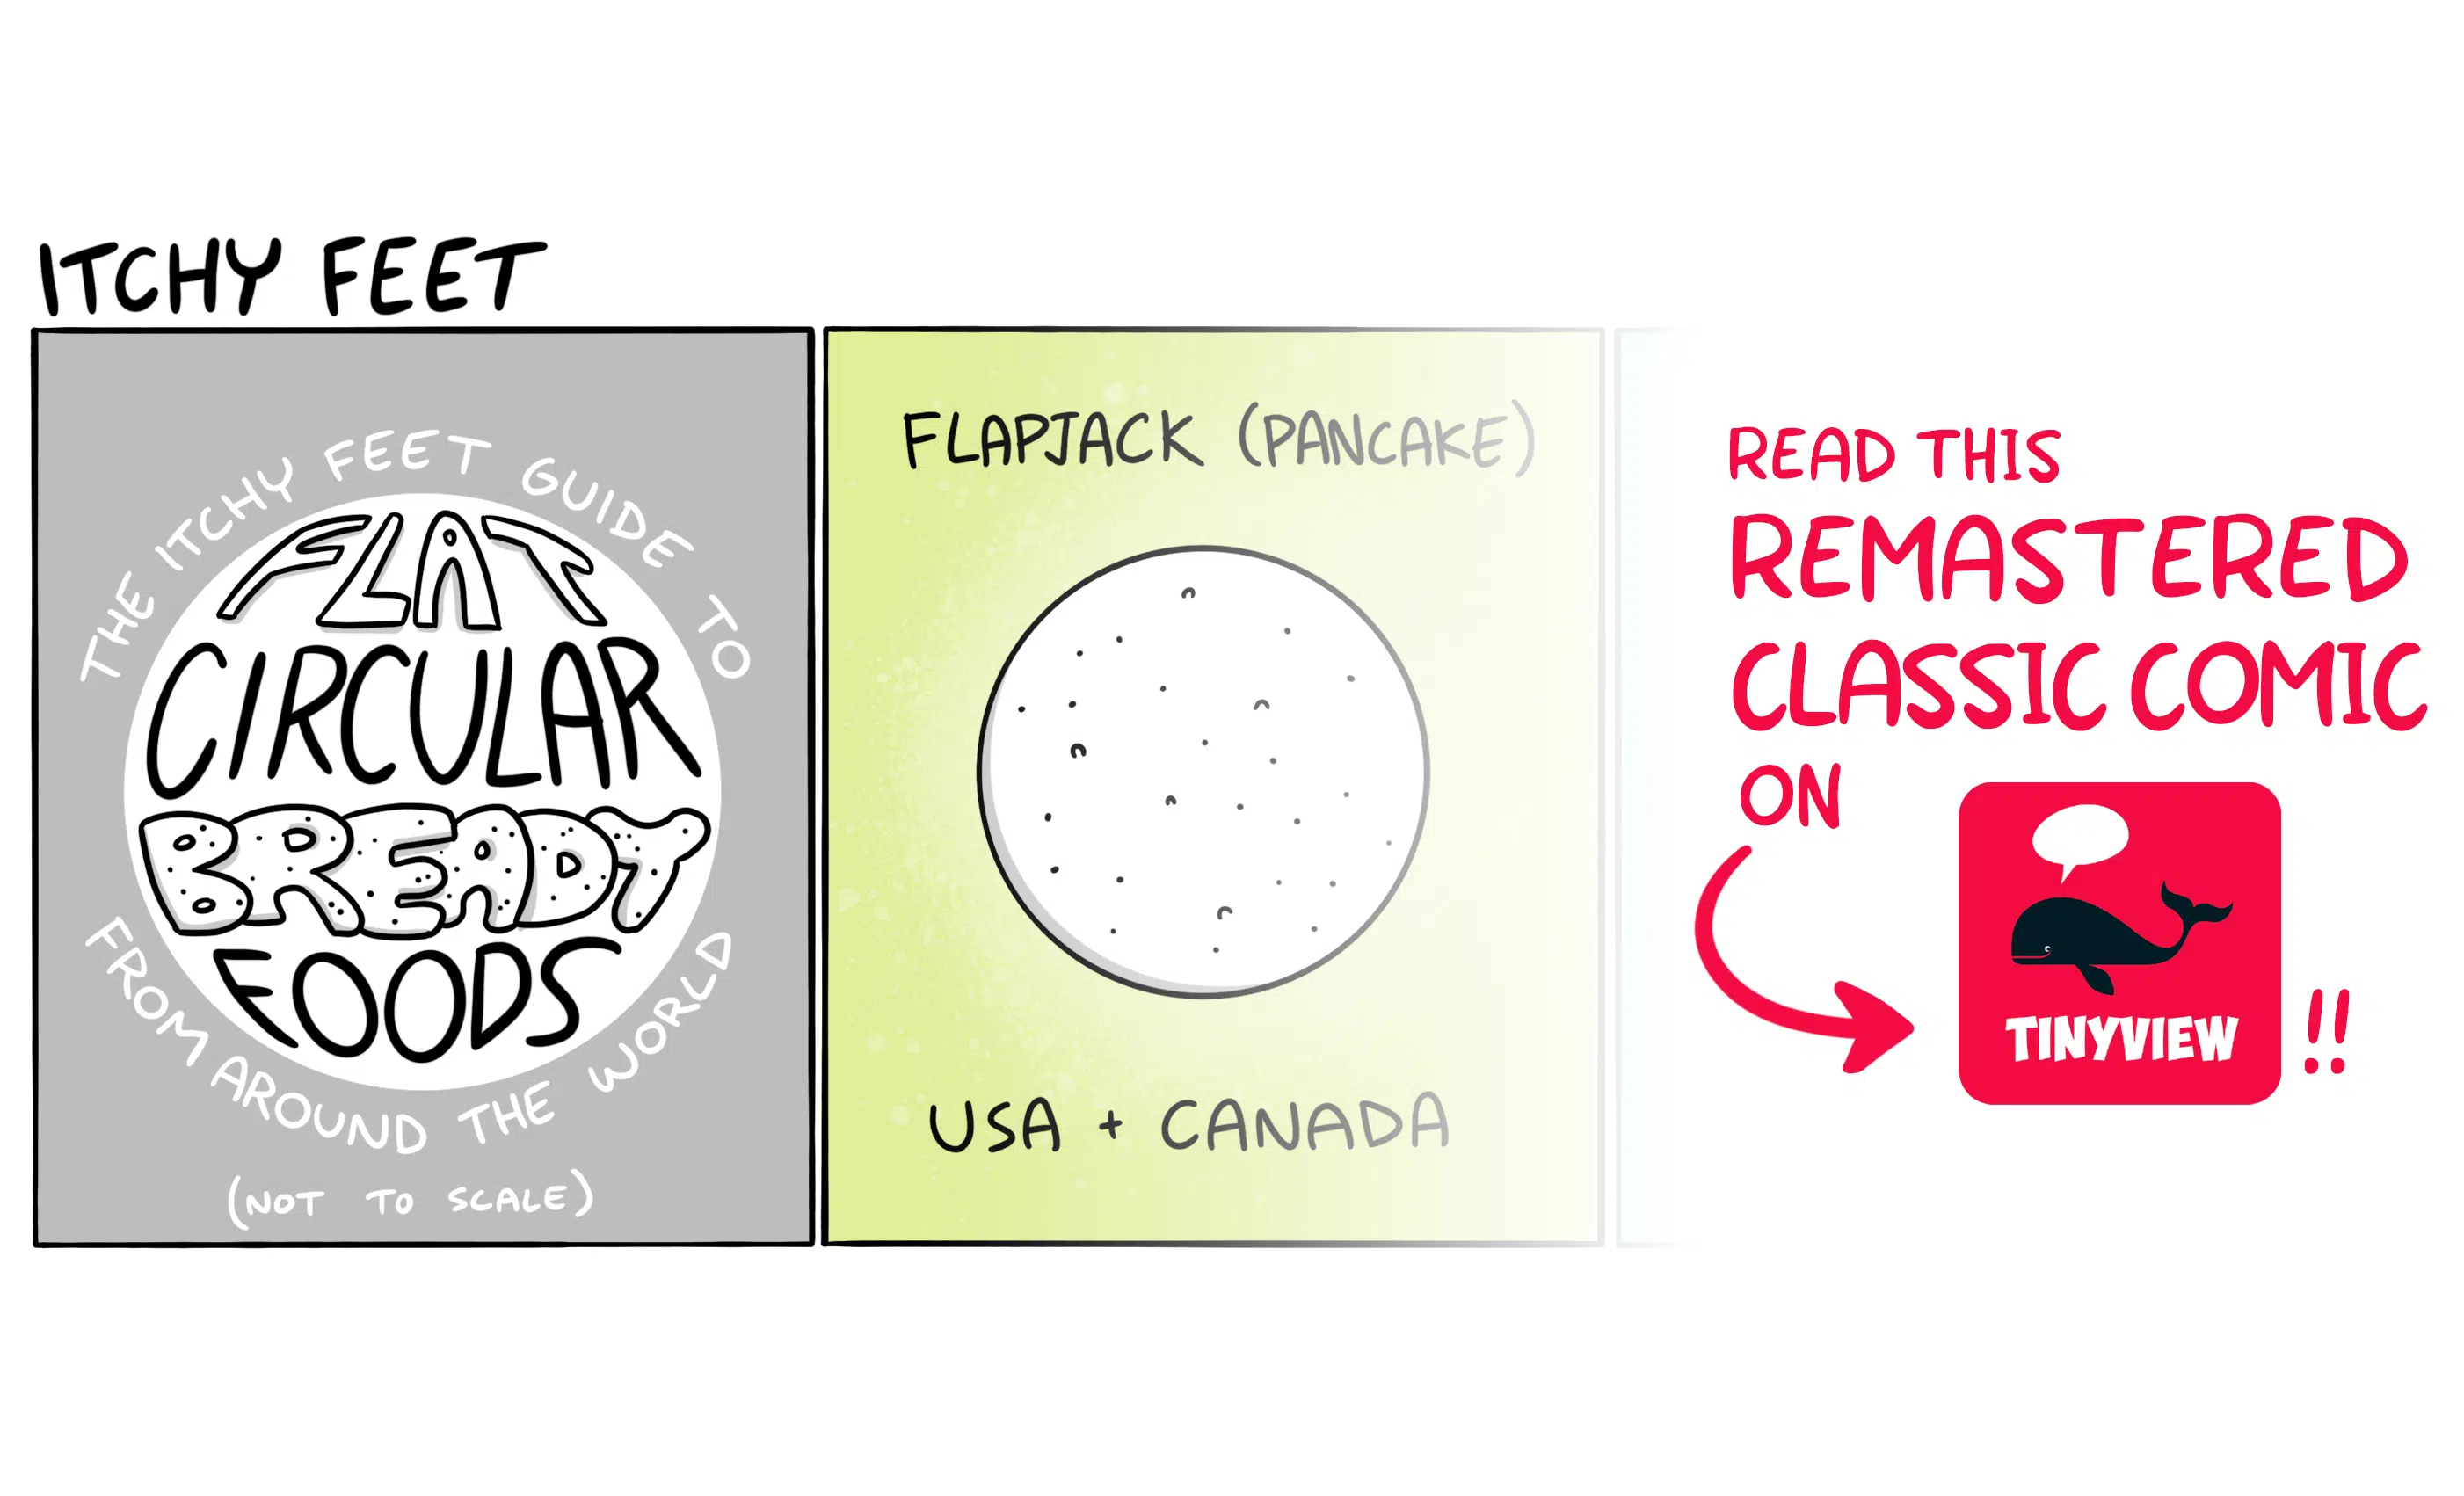 ITCHY FEET
THE ITCHY FEET GUIDE TO
FLAT
CIRCULAR
BREADY
FOODS
FROM AROUND THE WORLD
(NOT TO SCALE)
FLAPJACK (PANCAKE)
USA + CANADA
READ THIS
REMASTERED
CLASSIC COMIC
ON
TINYVIEW
!!